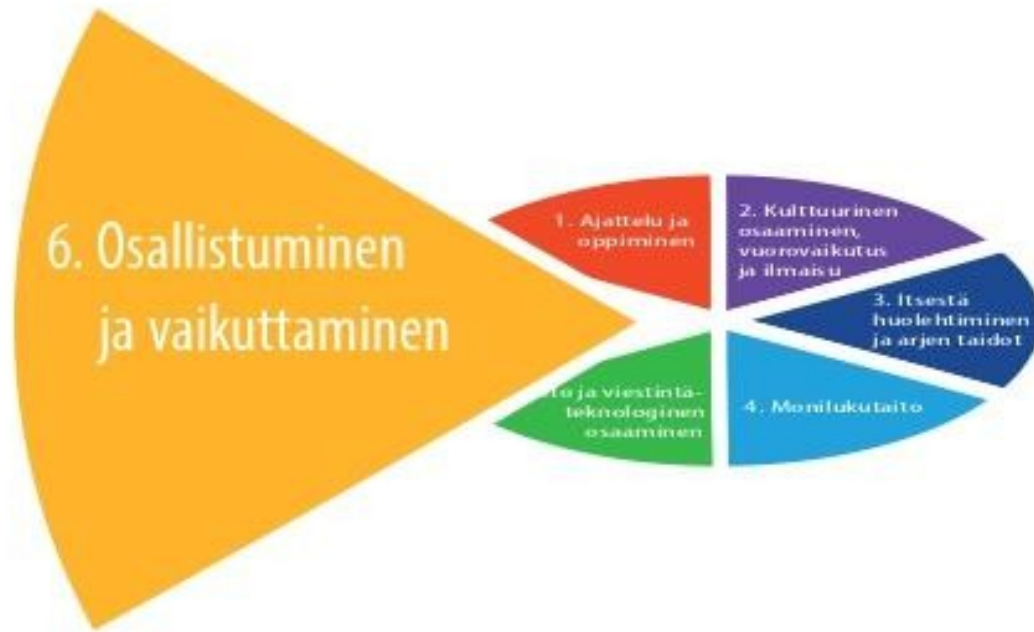 6. Osallistuminen
ja vaikuttaminen
1. Ajattelu ja
oppiminen
2. Kulttuurinen
osaaminen,
vuorovaikutus
ja ilmaisu
3. Itsestä
huolehtiminen
ja arjen taidot
4. Monilukutaito
ja viestintä-
teknologinen
osaaminen